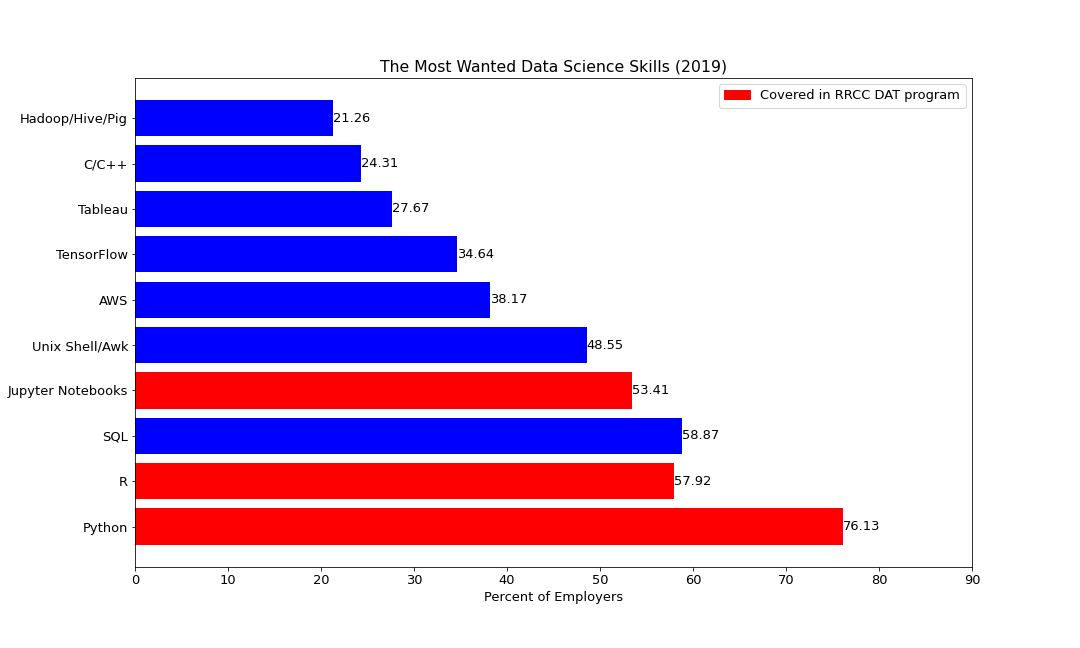 The Most Wanted Data Science Skills (2019)
Covered in RRCC DAT program
Hadoop/Hive/Pig 21.26
C/C++ 24.31
Tableau 27.67
TensorFlow 34.64
AWS 38.17
Unix Shell/Awk 48.55
Jupyter Notebooks 53.41
SQL 58.87
R 57.92
Python 76.13
0 10 20 30 40 50 60 70 80 90
Percent of Employers